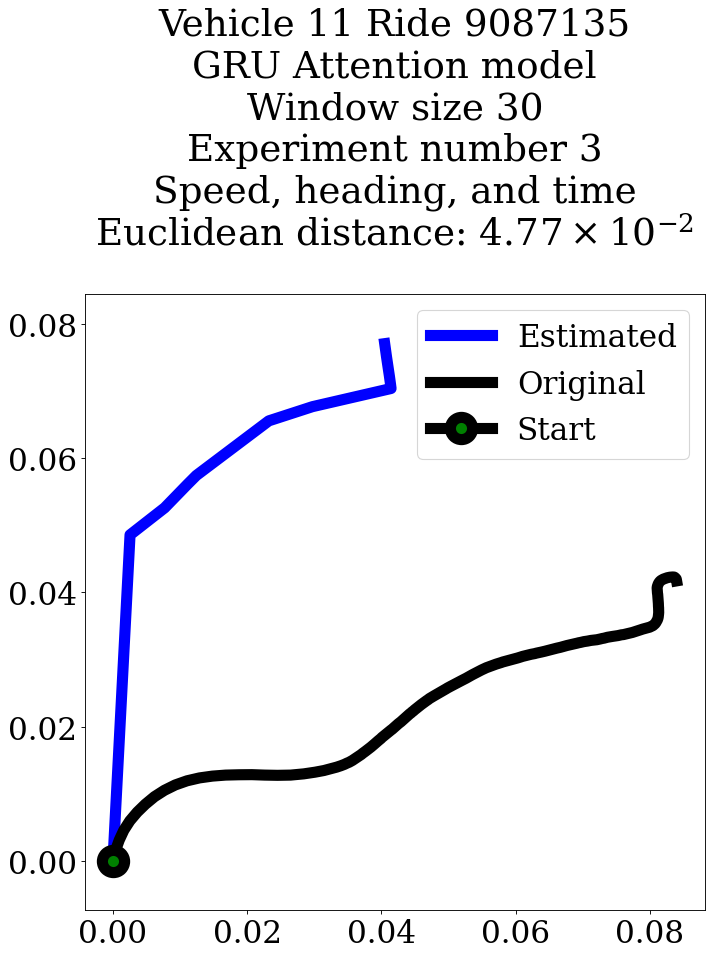 Vehicle 11 Ride 9087135
GRU Attention model
Window size 30
Experiment number 3
Speed, heading, and time
Euclidean distance: 4.77 × 10⁻²
Estimated
Original
Start
0.08
0.06
0.04
0.02
0.00
0.00 0.02 0.04 0.06 0.08